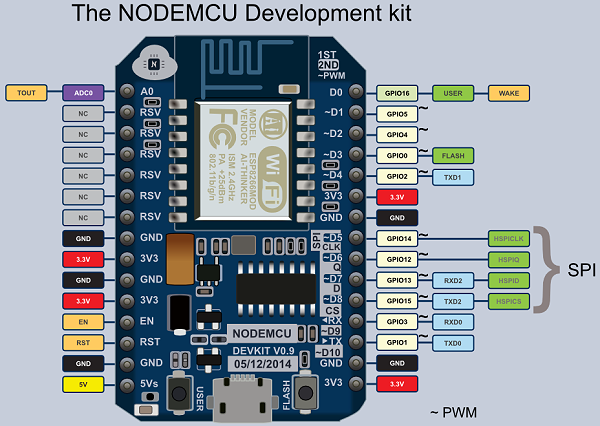 The NODEMCU Development kit
1ST
2ND
~PWM
TOUT ADC0 A0 D0 GPIO16 USER WAKE
NC RSV ~D1 GPIO5 ~
NC RSV ~D2 GPIO4 ~
NC RSV ~D3 GPIO0 ~ FLASH
NC RSV ~D4 GPIO2 ~ TXD1
NC RSV 3V3 3.3V
NC RSV GND GND
GND GND SPI ~D5 GPIO14 ~ HSPICLK
CLK
3.3V 3V3 ~D6 GPIO12 ~ HSPIQ
Q
GND GND ~D7 GPIO13 ~ RXD2 HSPID
D
3.3V 3V3 ~D8 GPIO15 ~ TXD2 HSPICS
CS
EN EN RX GPIO3 ~ RXD0
~D9
RST RST TX GPIO1 ~ TXD0
~D10
GND GND GND GND
5V 5Vs 3V3 3.3V
SPI
N
MODEL ESP8266MOD
VENDOR AI-THINKER
ISM 2.4GHz
PA +25dBm
802.11b/g/n
FC
Ai
WiFi
NODEMCU
DEVKIT V0.9
05/12/2014
USER
FLASH
~ PWM